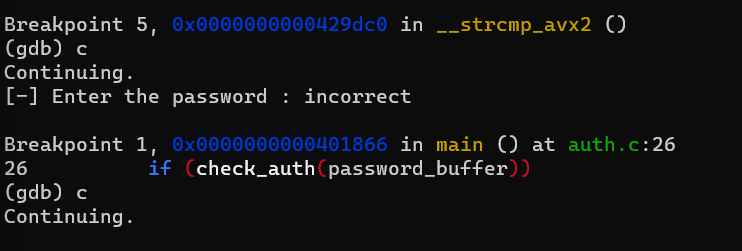 Breakpoint 5, 0x0000000000429dc0 in __strcmp_avx2 ()
(gdb) c
Continuing.
[-] Enter the password : incorrect
Breakpoint 1, 0x0000000000401866 in main () at auth.c:26
26          if (check_auth(password_buffer))
(gdb) c
Continuing.